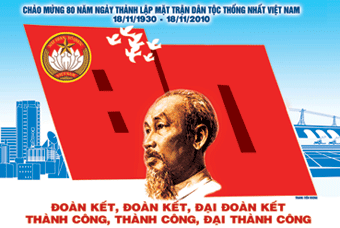 CHÀO MỪNG 80 NĂM NGÀY THÀNH LẬP MẶT TRẬN DÂN TỘC THỐNG NHẤT VIỆT NAM
18/11/1930 - 18/11/2010
ĐOÀN KẾT, ĐOÀN KẾT, ĐẠI ĐOÀN KẾT
THÀNH CÔNG, THÀNH CÔNG, ĐẠI THÀNH CÔNG